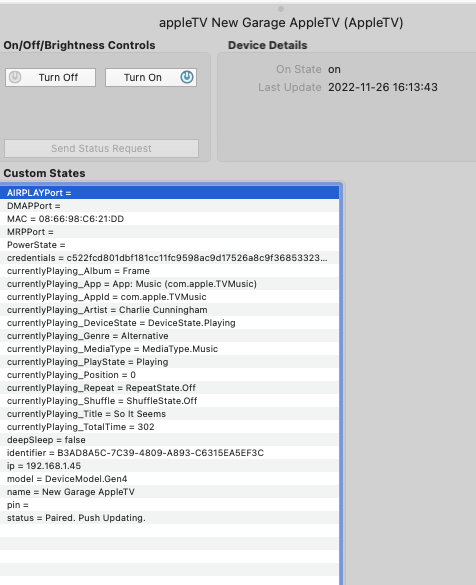 appleTV New Garage AppleTV (AppleTV)
On/Off/Brightness Controls
Device Details
Turn Off
Turn On
On State on
Last Update 2022-11-26 16:13:43
Send Status Request
Custom States
AIRPLAYPort =
DMAPPort =
MAC = 08:66:98:C6:21:DD
MRPPort =
PowerState =
credentials = c522fcd801dbf181cc11fc9598ac9d17526a8c9f36853323...
currentlyPlaying_Album = Frame
currentlyPlaying_App = App: Music (com.apple.TVMusic)
currentlyPlaying_AppId = com.apple.TVMusic
currentlyPlaying_Artist = Charlie Cunningham
currentlyPlaying_DeviceState = DeviceState.Playing
currentlyPlaying_Genre = Alternative
currentlyPlaying_MediaType = MediaType.Music
currentlyPlaying_PlayState = Playing
currentlyPlaying_Position = 0
currentlyPlaying_Repeat = RepeatState.Off
currentlyPlaying_Shuffle = ShuffleState.Off
currentlyPlaying_Title = So It Seems
currentlyPlaying_TotalTime = 302
deepSleep = false
identifier = B3AD8A5C-7C39-4809-A893-C6315EA5EF3C
ip = 192.168.1.45
model = DeviceModel.Gen4
name = New Garage AppleTV
pin =
status = Paired. Push Updating.